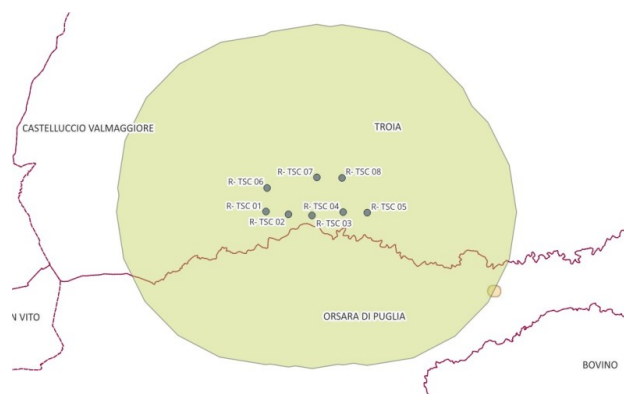 CASTELLUCCIO VALMAGGIORE
TROIA
R- TSC 07
R- TSC 08
R- TSC 06
R- TSC 01
R- TSC 04
R- TSC 05
R- TSC 02
R- TSC 03
N VITO
ORSARA DI PUGLIA
BOVINO